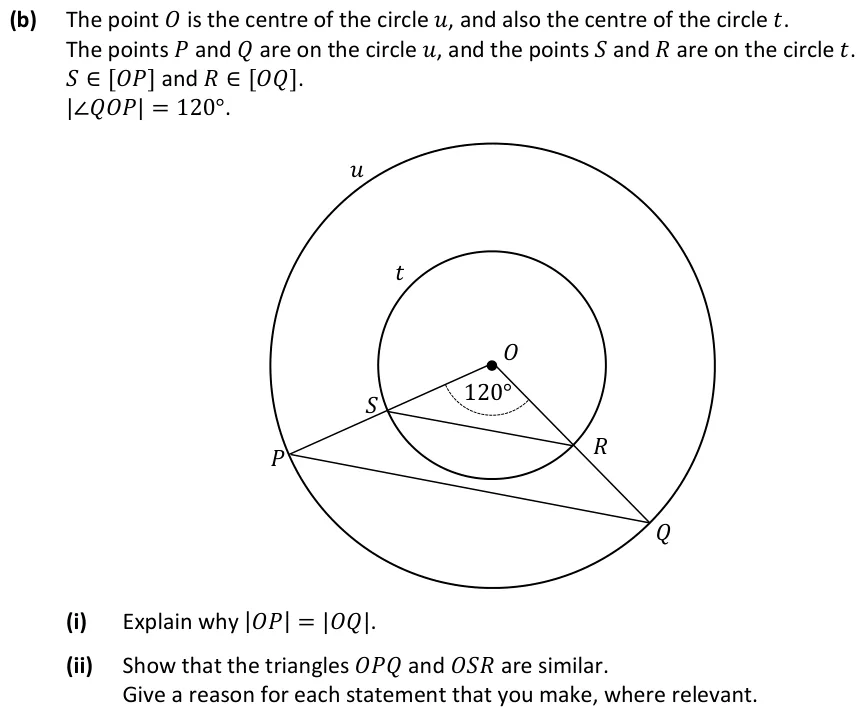 (b) The point O is the centre of the circle u, and also the centre of the circle t.
The points P and Q are on the circle u, and the points S and R are on the circle t.
S ∈ [OP] and R ∈ [OQ].
|∠QOP| = 120°.
u
t
O
120°
S
R
P
Q
(i) Explain why |OP| = |OQ|.
(ii) Show that the triangles OPQ and OSR are similar.
Give a reason for each statement that you make, where relevant.